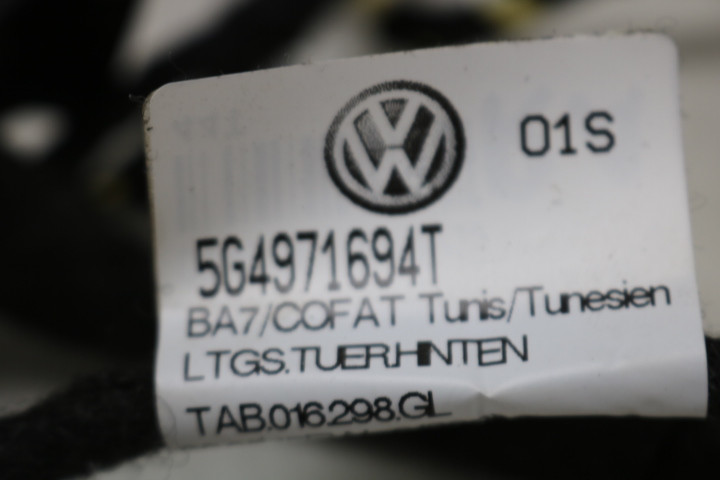 01S
5G4971694T
BA7/COFAT Tunis/Tunesien
LTGS.TUER.HINTEN
TAB.016.298.GL